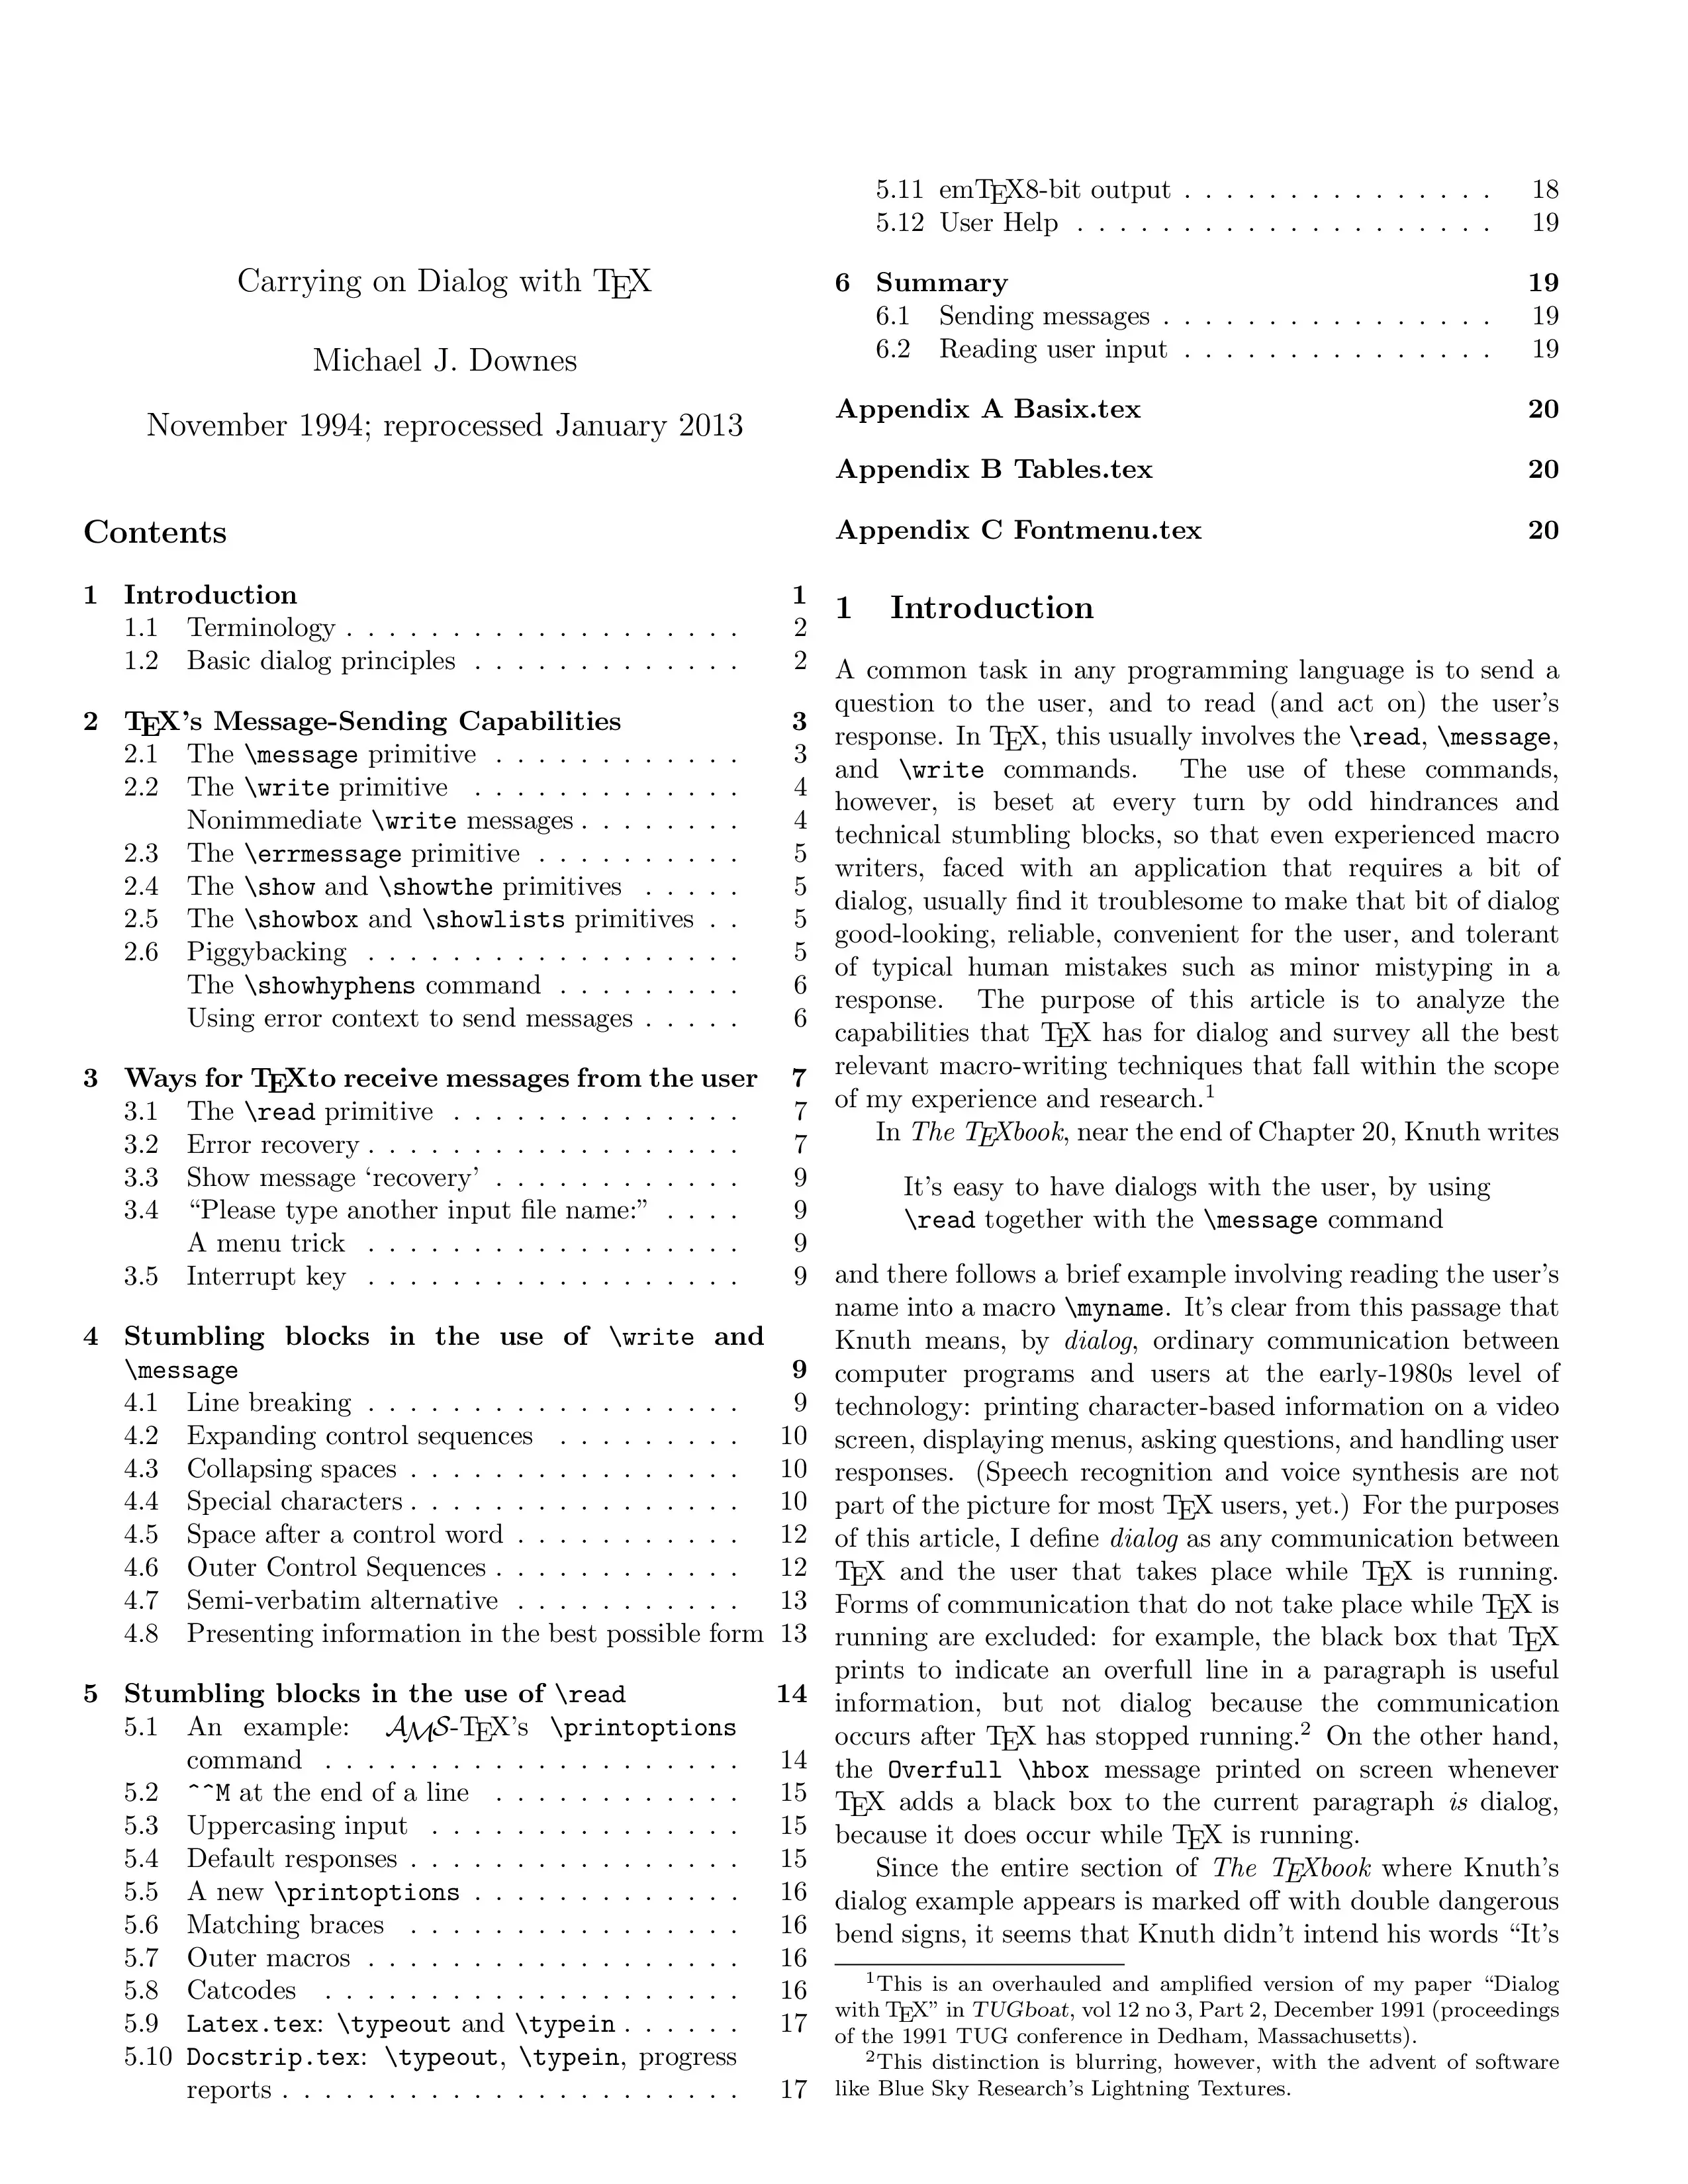 Carrying on Dialog with TEX
Michael J. Downes
November 1994; reprocessed January 2013
Contents
1 Introduction 1
1.1 Terminology . . . . . . . . . . . . . . . . . . . 2
1.2 Basic dialog principles . . . . . . . . . . . . . 2
2 TEX's Message-Sending Capabilities 3
2.1 The \message primitive . . . . . . . . . . . . 3
2.2 The \write primitive . . . . . . . . . . . . . 4
Nonimmediate \write messages . . . . . . . . 4
2.3 The \errmessage primitive . . . . . . . . . . 5
2.4 The \show and \showthe primitives . . . . . 5
2.5 The \showbox and \showlists primitives . . 5
2.6 Piggybacking . . . . . . . . . . . . . . . . . . 5
The \showhyphens command . . . . . . . . . 6
Using error context to send messages . . . . . 6
3 Ways for TEXto receive messages from the user 7
3.1 The \read primitive . . . . . . . . . . . . . . 7
3.2 Error recovery . . . . . . . . . . . . . . . . . . 7
3.3 Show message ‘recovery’ . . . . . . . . . . . . 9
3.4 “Please type another input file name:” . . . . 9
A menu trick . . . . . . . . . . . . . . . . . . 9
3.5 Interrupt key . . . . . . . . . . . . . . . . . . 9
4 Stumbling blocks in the use of \write and
\message 9
4.1 Line breaking . . . . . . . . . . . . . . . . . . 9
4.2 Expanding control sequences . . . . . . . . . 10
4.3 Collapsing spaces . . . . . . . . . . . . . . . . 10
4.4 Special characters . . . . . . . . . . . . . . . . 10
4.5 Space after a control word . . . . . . . . . . . 12
4.6 Outer Control Sequences . . . . . . . . . . . . 12
4.7 Semi-verbatim alternative . . . . . . . . . . . 13
4.8 Presenting information in the best possible form 13
5 Stumbling blocks in the use of \read 14
5.1 An example: AMS-TEX's \printoptions
command . . . . . . . . . . . . . . . . . . . . 14
5.2 ^^M at the end of a line . . . . . . . . . . . . 15
5.3 Uppercasing input . . . . . . . . . . . . . . . 15
5.4 Default responses . . . . . . . . . . . . . . . . 15
5.5 A new \printoptions . . . . . . . . . . . . . 16
5.6 Matching braces . . . . . . . . . . . . . . . . 16
5.7 Outer macros . . . . . . . . . . . . . . . . . . 16
5.8 Catcodes . . . . . . . . . . . . . . . . . . . . 16
5.9 Latex.tex: \typeout and \typein . . . . . . 17
5.10 Docstrip.tex: \typeout, \typein, progress
reports . . . . . . . . . . . . . . . . . . . . . . 17
5.11 emTEX8-bit output . . . . . . . . . . . . . . . 18
5.12 User Help . . . . . . . . . . . . . . . . . . . . 19
6 Summary 19
6.1 Sending messages . . . . . . . . . . . . . . . . 19
6.2 Reading user input . . . . . . . . . . . . . . . 19
Appendix A Basix.tex 20
Appendix B Tables.tex 20
Appendix C Fontmenu.tex 20
1 Introduction
A common task in any programming language is to send a
question to the user, and to read (and act on) the user's
response. In TEX, this usually involves the \read, \message,
and \write commands. The use of these commands,
however, is beset at every turn by odd hindrances and
technical stumbling blocks, so that even experienced macro
writers, faced with an application that requires a bit of
dialog, usually find it troublesome to make that bit of dialog
good-looking, reliable, convenient for the user, and tolerant
of typical human mistakes such as minor mistyping in a
response. The purpose of this article is to analyze the
capabilities that TEX has for dialog and survey all the best
relevant macro-writing techniques that fall within the scope
of my experience and research.1
In The TEXbook, near the end of Chapter 20, Knuth writes
It's easy to have dialogs with the user, by using
\read together with the \message command
and there follows a brief example involving reading the user's
name into a macro \myname. It's clear from this passage that
Knuth means, by dialog, ordinary communication between
computer programs and users at the early-1980s level of
technology: printing character-based information on a video
screen, displaying menus, asking questions, and handling user
responses. (Speech recognition and voice synthesis are not
part of the picture for most TEX users, yet.) For the purposes
of this article, I define dialog as any communication between
TEX and the user that takes place while TEX is running.
Forms of communication that do not take place while TEX is
running are excluded: for example, the black box that TEX
prints to indicate an overfull line in a paragraph is useful
information, but not dialog because the communication
occurs after TEX has stopped running.2 On the other hand,
the Overfull \hbox message printed on screen whenever
TEX adds a black box to the current paragraph is dialog,
because it does occur while TEX is running.
Since the entire section of The TEXbook where Knuth's
dialog example appears is marked off with double dangerous
bend signs, it seems that Knuth didn't intend his words “It's
1This is an overhauled and amplified version of my paper “Dialog
with TEX” in TUGboat, vol 12 no 3, Part 2, December 1991 (proceedings
of the 1991 TUG conference in Dedham, Massachusetts).
2This distinction is blurring, however, with the advent of software
like Blue Sky Research's Lightning Textures.